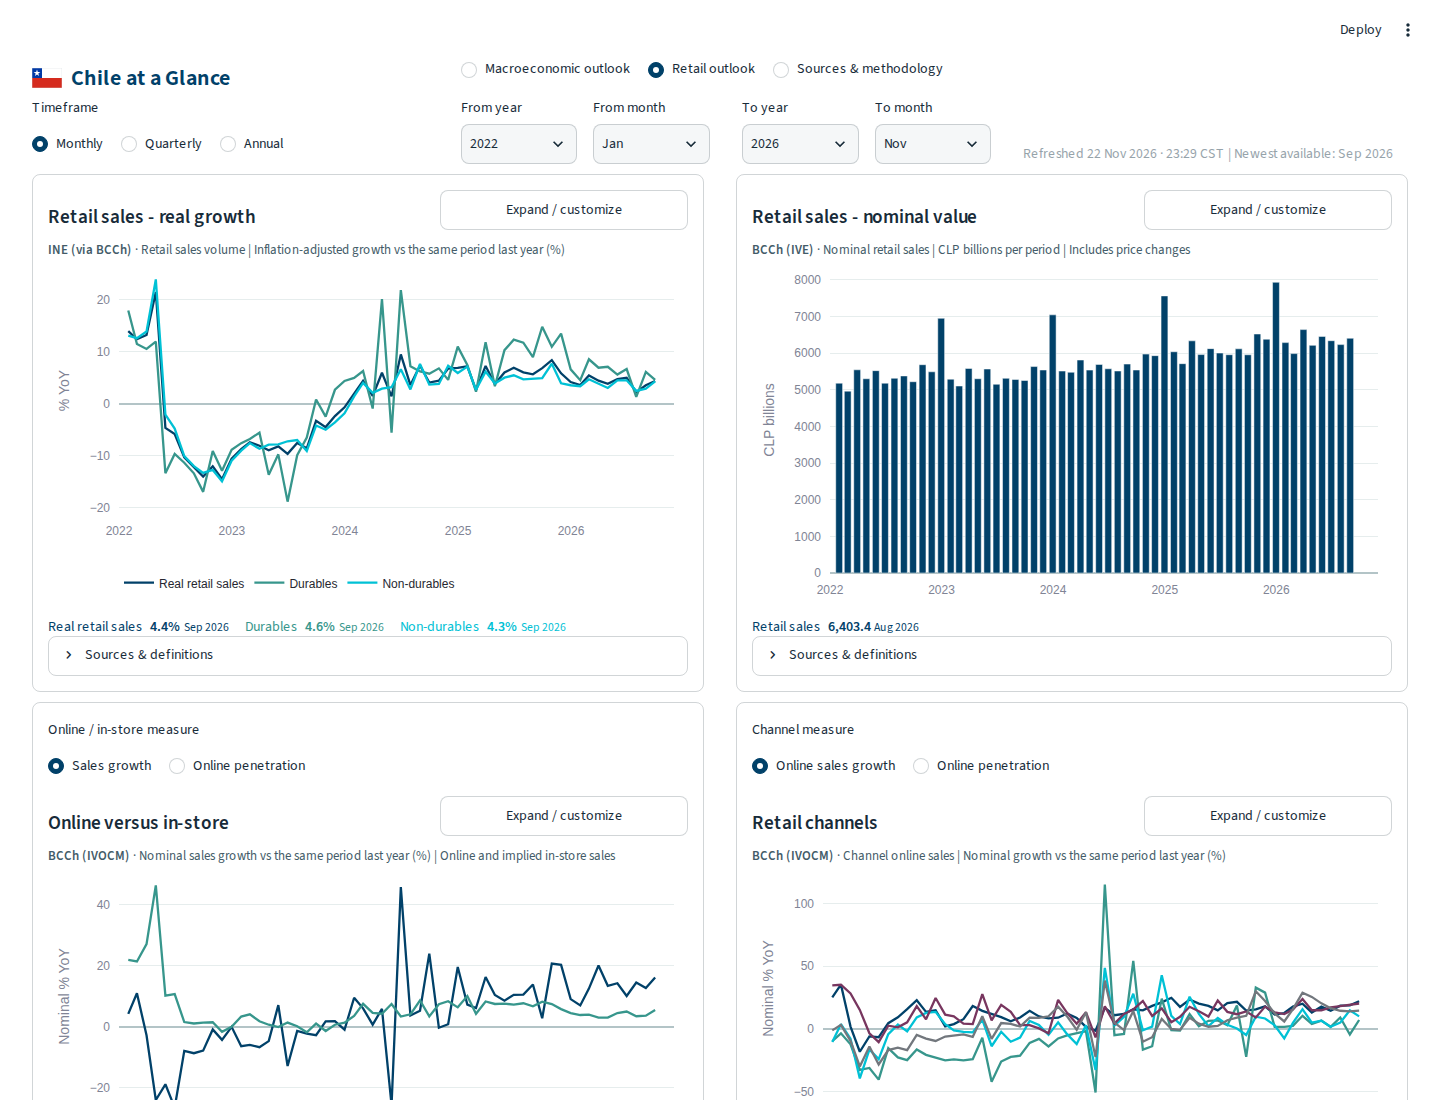 Deploy
Chile at a Glance
Macroeconomic outlook
Retail outlook
Sources & methodology
Timeframe
From year
From month
To year
To month
Monthly
Quarterly
Annual
2022
Jan
2026
Nov
Refreshed 22 Nov 2026 · 23:29 CST | Newest available: Sep 2026
Retail sales - real growth
Expand / customize
INE (via BCCh) · Retail sales volume | Inflation-adjusted growth vs the same period last year (%)
% YoY
20
10
0
−10
−20
2022
2023
2024
2025
2026
Real retail sales
Durables
Non-durables
Real retail sales 4.4% Sep 2026 Durables 4.6% Sep 2026 Non-durables 4.3% Sep 2026
Sources & definitions
Retail sales - nominal value
Expand / customize
BCCh (IVE) · Nominal retail sales | CLP billions per period | Includes price changes
CLP billions
8000
7000
6000
5000
4000
3000
2000
1000
0
2022
2023
2024
2025
2026
Retail sales 6,403.4 Aug 2026
Sources & definitions
Online / in-store measure
Sales growth
Online penetration
Online versus in-store
Expand / customize
BCCh (IVOCM) · Nominal sales growth vs the same period last year (%) | Online and implied in-store sales
Nominal % YoY
40
20
0
−20
Channel measure
Online sales growth
Online penetration
Retail channels
Expand / customize
BCCh (IVOCM) · Channel online sales | Nominal growth vs the same period last year (%)
Nominal % YoY
100
50
0
−50